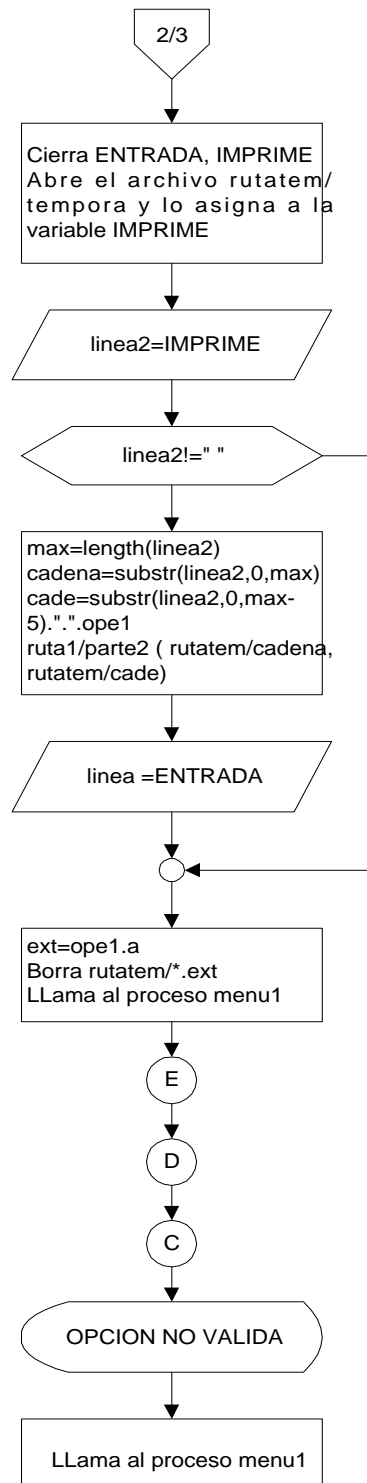 2/3
Cierra ENTRADA, IMPRIME
Abre el archivo rutatem/
tempora y lo asigna a la
variable IMPRIME
linea2=IMPRIME
linea2!=" "
max=length(linea2)
cadena=substr(linea2,0,max)
cade=substr(linea2,0,max-
5).".".ope1
ruta1/parte2 ( rutatem/cadena,
rutatem/cade)
linea =ENTRADA
ext=ope1.a
Borra rutatem/*.ext
LLama al proceso menu1
E
D
C
OPCION NO VALIDA
LLama al proceso menu1